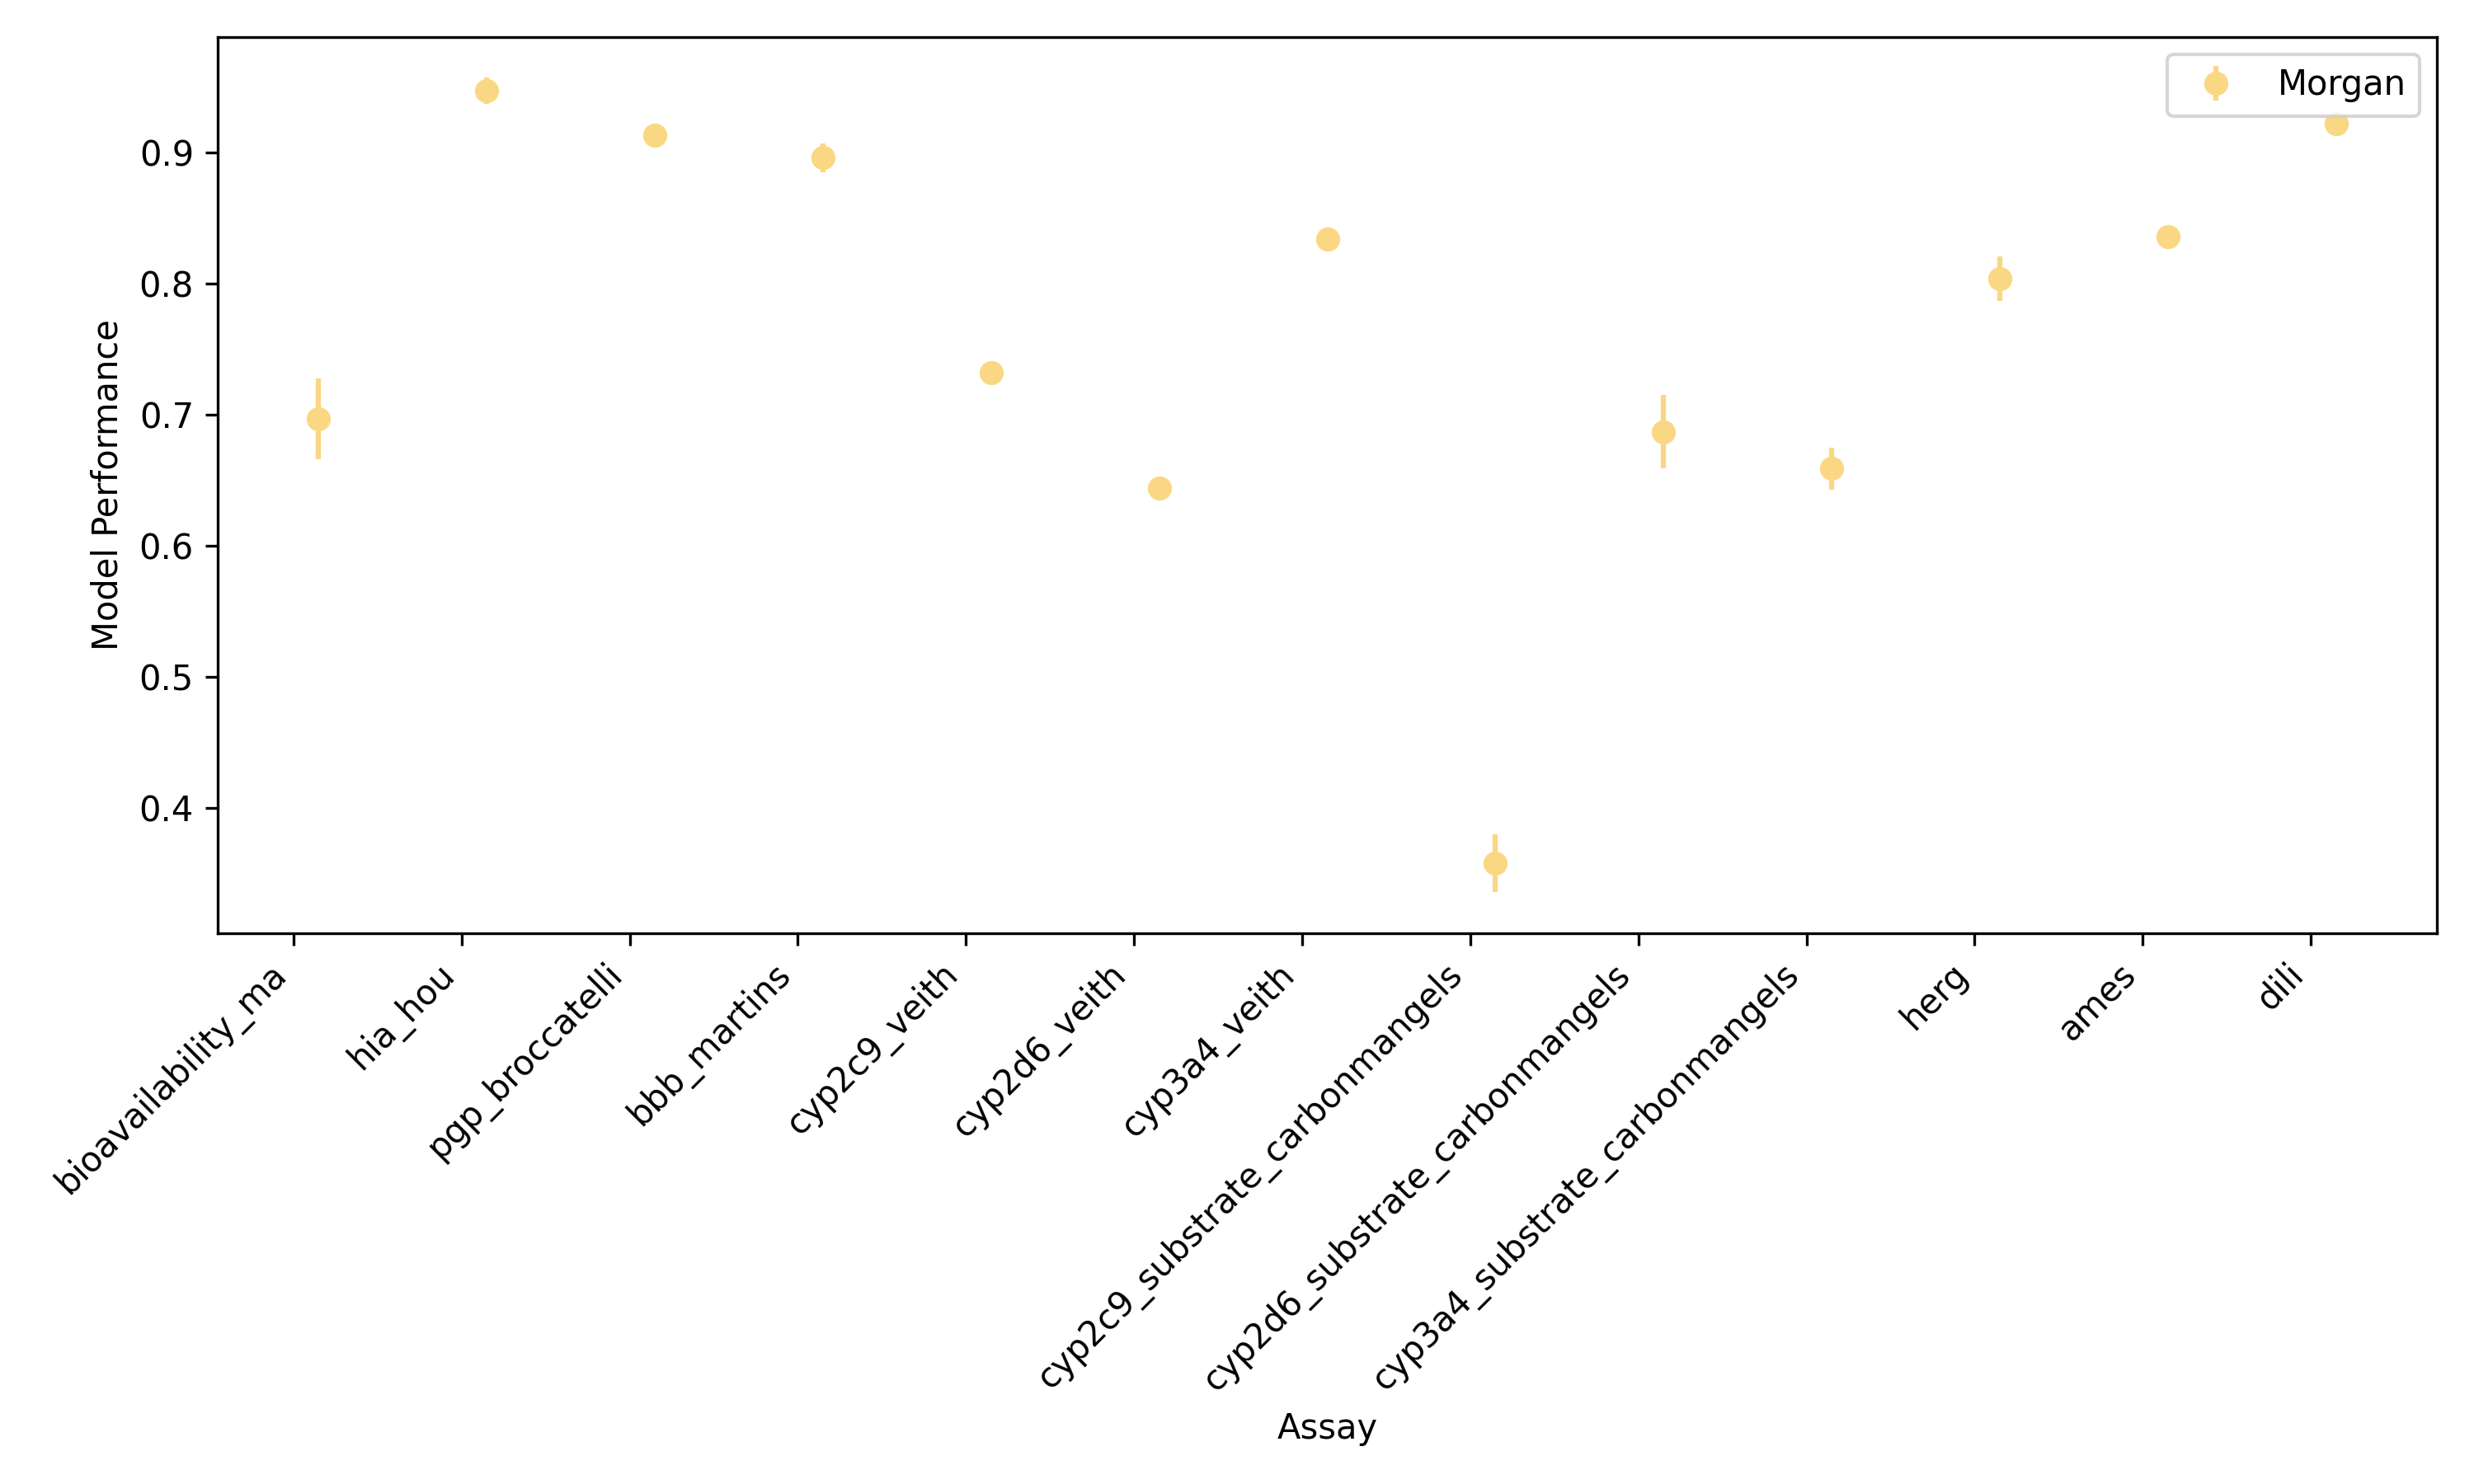 Morgan
Model Performance
0.9
0.8
0.7
0.6
0.5
0.4
bioavailability_ma
hia_hou
pgp_broccatelli
bbb_martins
cyp2c9_veith
cyp2d6_veith
cyp3a4_veith
cyp2c9_substrate_carbonmangels
cyp2d6_substrate_carbonmangels
cyp3a4_substrate_carbonmangels
herg
ames
dili
Assay